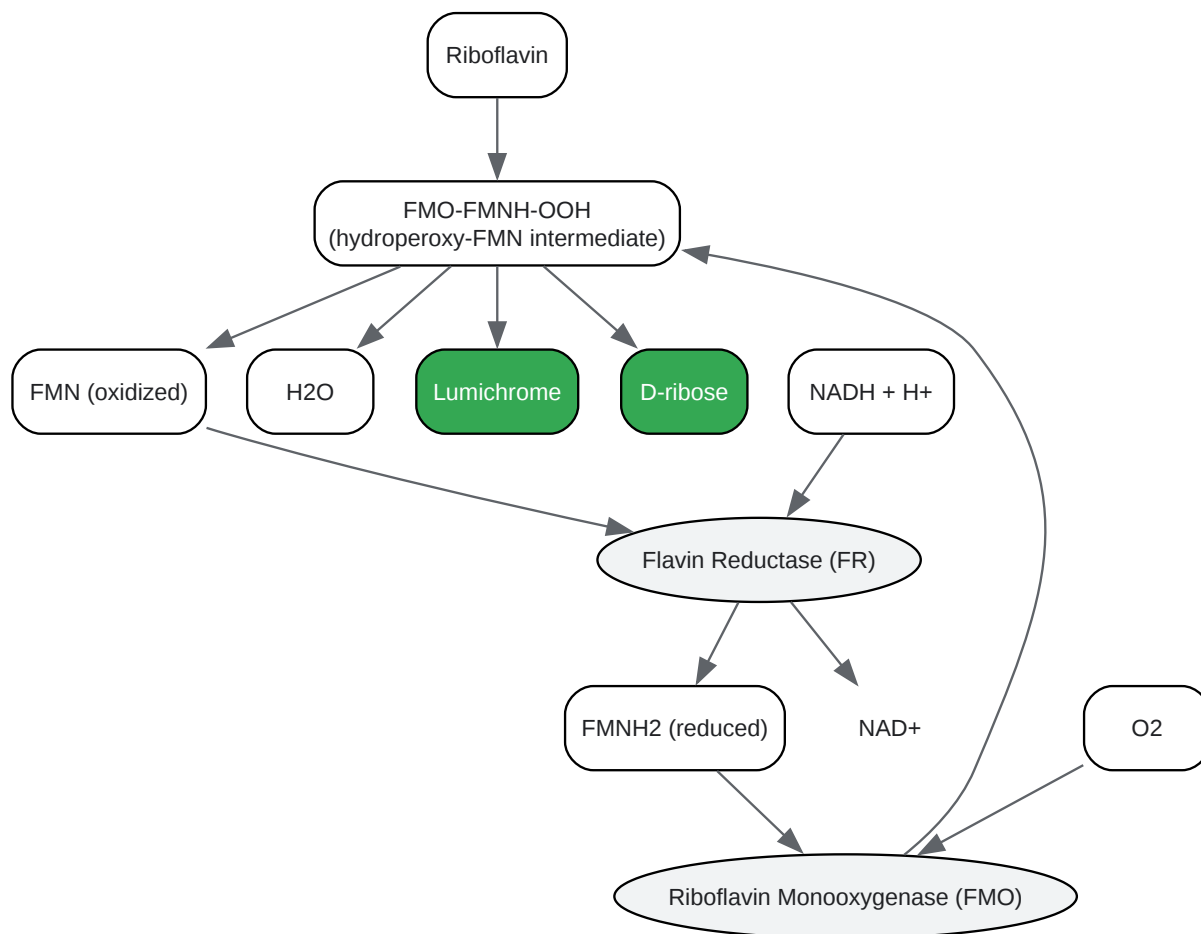 Riboflavin
FMO-FMNH-OOH
(hydroperoxy-FMN intermediate)
FMN (oxidized)
H2O
Lumichrome
D-ribose
NADH + H+
Flavin Reductase (FR)
FMNH2 (reduced)
NAD+
O2
Riboflavin Monooxygenase (FMO)